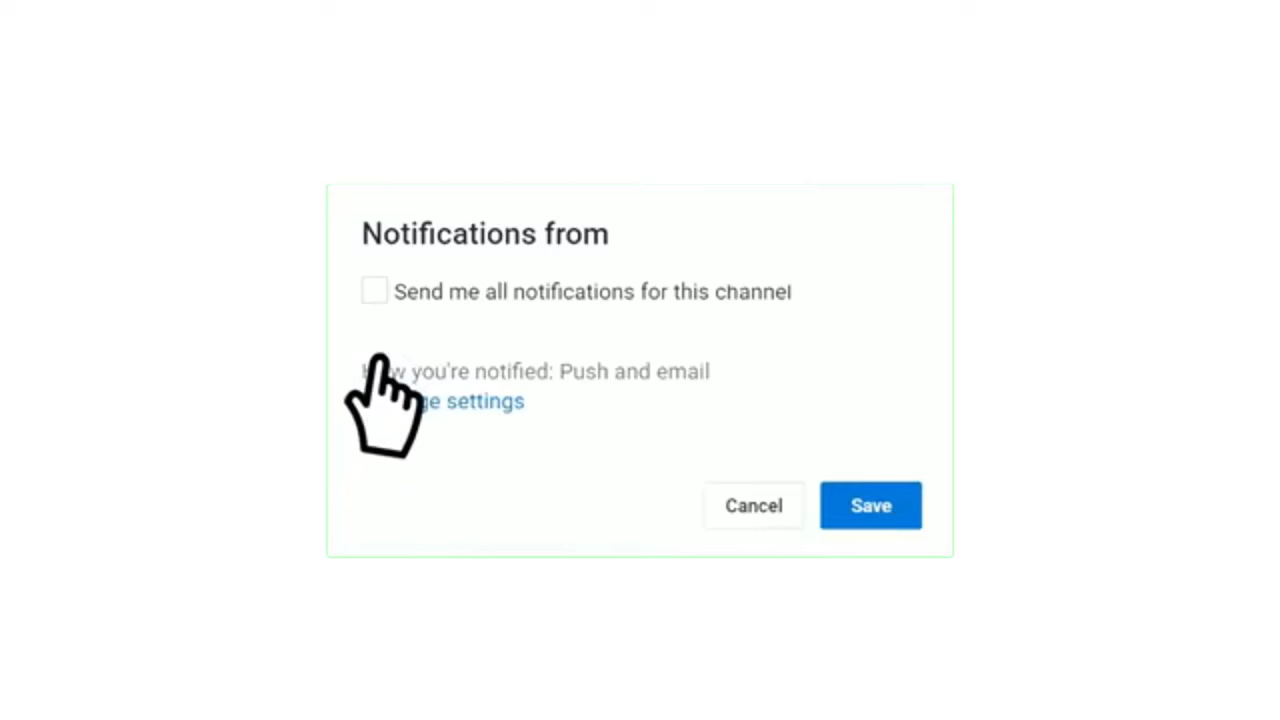 Notifications from
Send me all notifications for this channel
you're notified: Push and email
settings
Cancel
Save